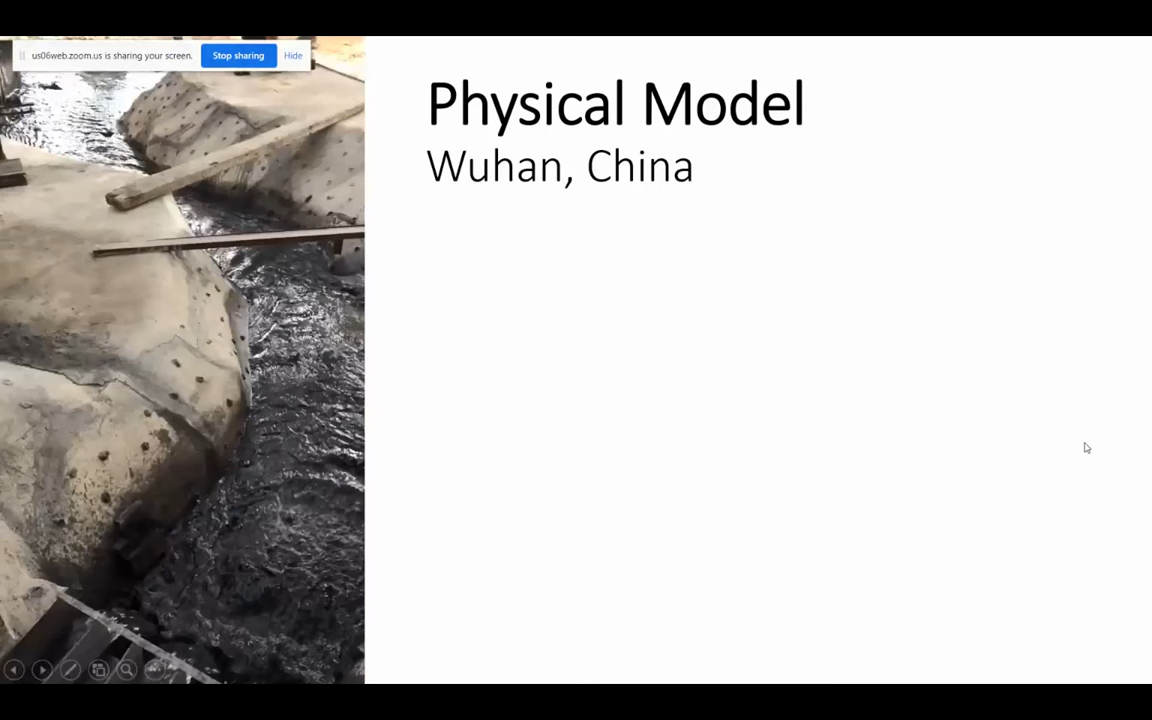 us06web.zoom.us is sharing your screen.
Stop sharing
Hide
Physical Model
Wuhan, China